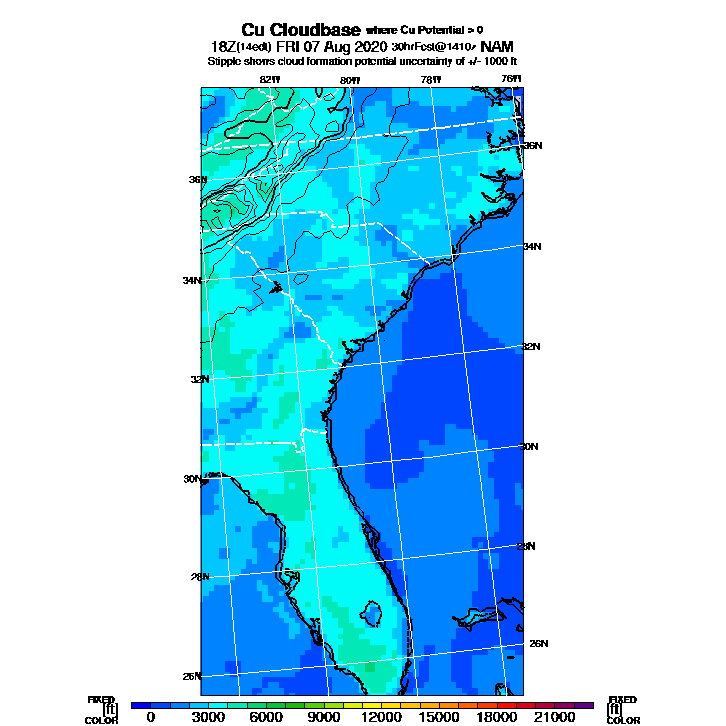 Cu Cloudbase where Cu Potential > 0
18Z(14edt) FRI 07 Aug 2020 30hrFcst@1410z NAM
Stipple shows cloud formation potential uncertainty of +/- 1000 ft
82W 80W 78W 76W
36N
36N
34N
34N
32N
32N
30N
30N
28N
28N
26N
26N
FIXED FIXED
[ft] [ft]
COLOR COLOR
0 3000 6000 9000 12000 15000 18000 21000